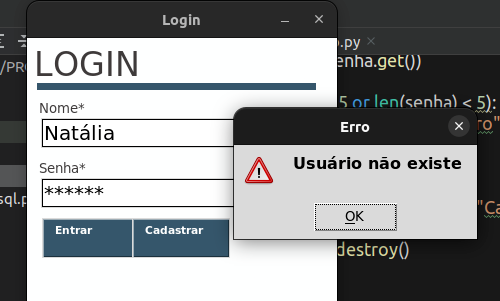 Login
LOGIN
Nome*
Natália
Senha*
******
Entrar
Cadastrar
Erro
Usuário não existe
OK
.py
enha.get())
5 or len(senha) < 5):
ro"
"Ca
destroy()
/PR
sql.p